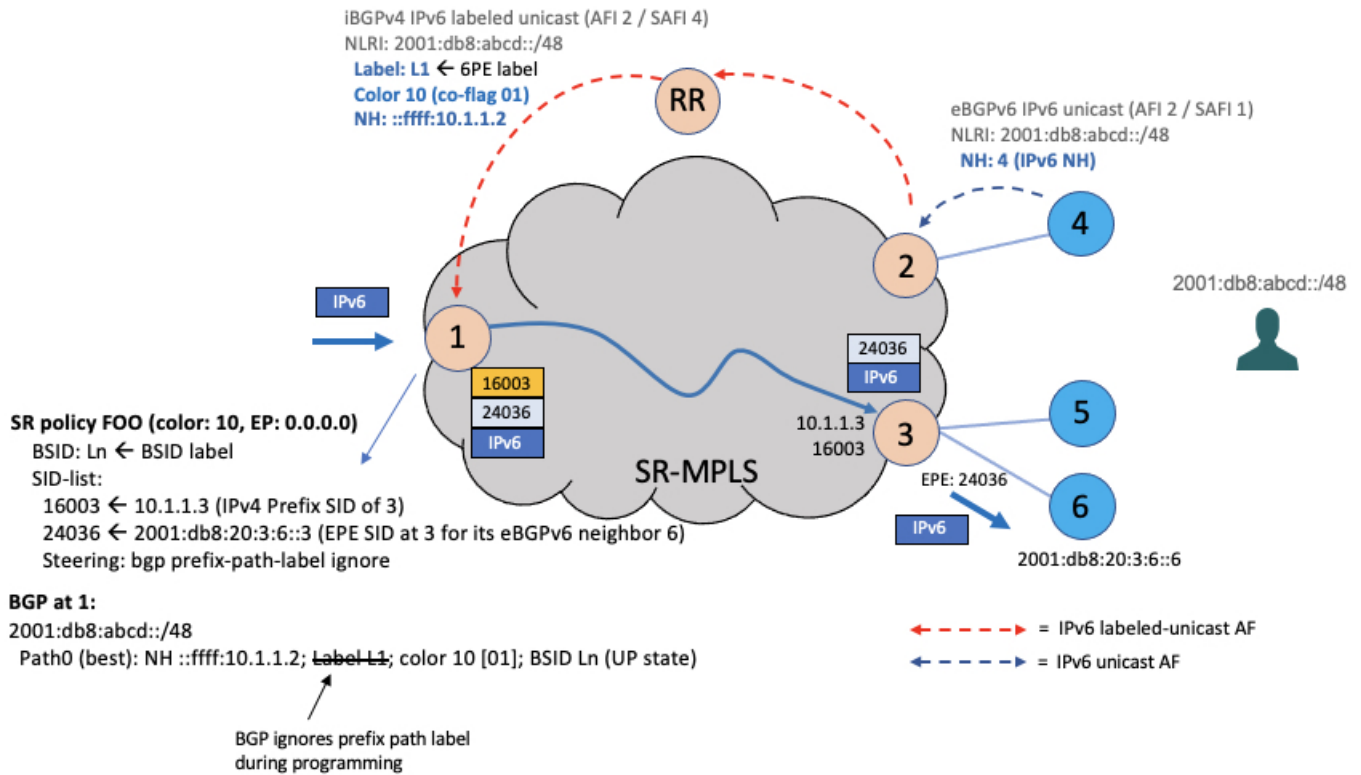 iBGPv4 IPv6 labeled unicast (AFI 2 / SAFI 4)
NLRI: 2001:db8:abcd::/48
Label: L1 ← 6PE label
Color 10 (co-flag 01)
NH: ::ffff:10.1.1.2
RR
eBGPv6 IPv6 unicast (AFI 2 / SAFI 1)
NLRI: 2001:db8:abcd::/48
NH: 4 (IPv6 NH)
4
2
2001:db8:abcd::/48
IPv6
1
16003
24036
IPv6
24036
IPv6
10.1.1.3
16003
3
5
SR-MPLS
EPE: 24036
6
IPv6
2001:db8:20:3:6::6
SR policy FOO (color: 10, EP: 0.0.0.0)
BSID: Ln ← BSID label
SID-list:
16003 ← 10.1.1.3 (IPv4 Prefix SID of 3)
24036 ← 2001:db8:20:3:6::3 (EPE SID at 3 for its eBGPv6 neighbor 6)
Steering: bgp prefix-path-label ignore
BGP at 1:
2001:db8:abcd::/48
Path0 (best): NH ::ffff:10.1.1.2; Label L1; color 10 [01]; BSID Ln (UP state)
BGP ignores prefix path label
during programming
= IPv6 labeled-unicast AF
= IPv6 unicast AF